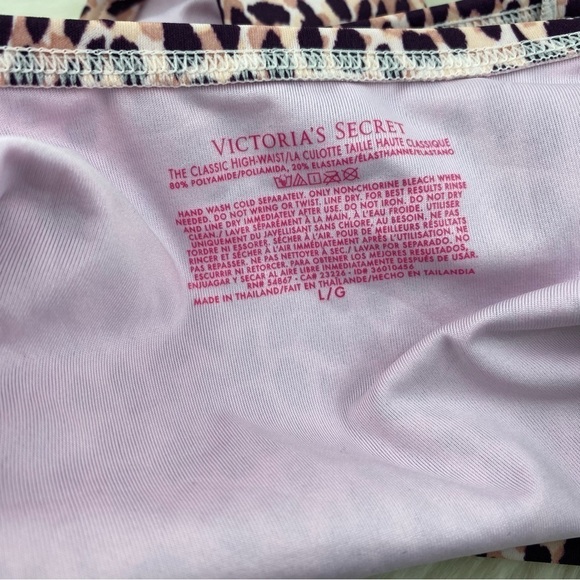 VICTORIA'S SECRET
THE CLASSIC HIGH-WAIST/LA CULOTTE TAILLE HAUTE CLASSIQUE
80% POLYAMIDE/POLIAMIDA, 20% ELASTANE/ÉLASTHANNE/ELASTANO
HAND WASH COLD SEPARATELY. ONLY NON-CHLORINE BLEACH WHEN
NEEDED. DO NOT WRING OR TWIST. LINE DRY. FOR BEST RESULTS RINSE
AND LINE DRY IMMEDIATELY AFTER USE. DO NOT IRON. DO NOT DRY
CLEAN./LAVER SÉPARÉMENT À LA MAIN, À L'EAU FROIDE. UTILISER
UNIQUEMENT DU JAVELLISANT SANS CHLORE, AU BESOIN. NE PAS
TORDRE NI ESSORER. SÉCHER À L'AIR. POUR DE MEILLEURS RÉSULTATS
RINCER ET SÉCHER À L'AIR IMMÉDIATEMENT APRÈS UTILISATION. NE
PAS REPASSER. NE PAS NETTOYER À SEC./LAVAR POR SEPARADO. NO
ESCURRIR NI RETORCER. PARA OBTENER LOS MEJORES RESULTADOS,
ENJUAGAR Y SECAR AL AIRE LIBRE INMEDIATAMENTE DESPUÉS DE USAR.
RN# 54867 - CA# 23226 - ID# 36010456
MADE IN THAILAND/FAIT EN THAÏLANDE/HECHO EN TAILANDIA
L/G